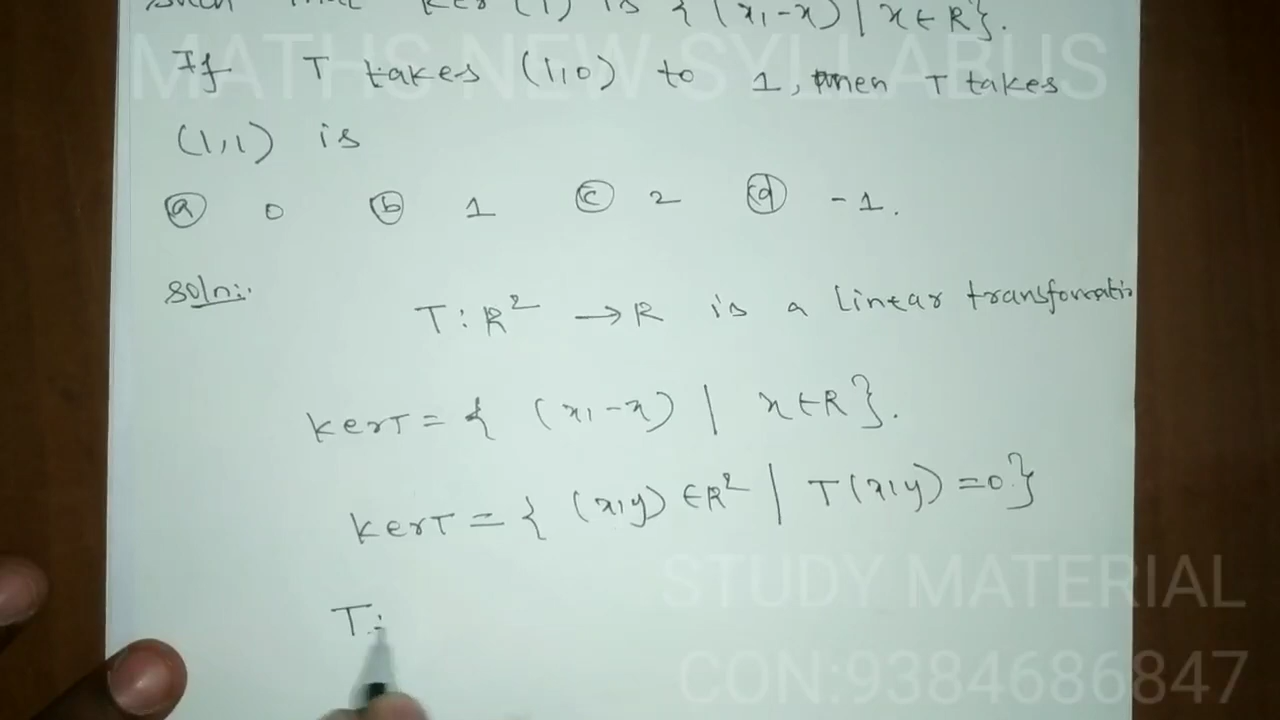 such that ker (T) is { (x, -x) | x ∈ R}.
If T takes (1,0) to 1, then T takes
(1,1) is
(a) 0 (b) 1 (c) 2 (d) -1.
Soln:.
T: R² → R is a linear transformatio
kerT = { (x, -x) | x ∈ R}.
kerT = { (x,y) ∈ R² | T(x,y) = 0.}
T:
MATHS NEW SYLLABUS
STUDY MATERIAL
CON:9384686847